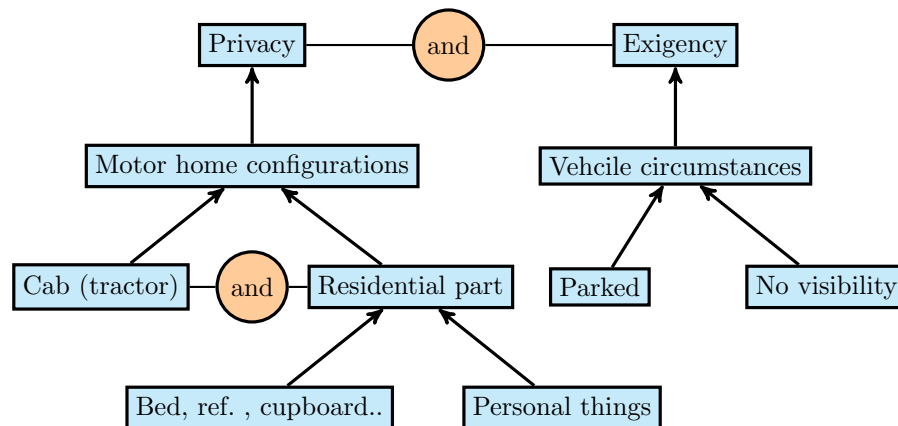 Privacy and Exigency
Motor home configurations Vehcile circumstances
Cab (tractor) and Residential part Parked No visibility
Bed, ref. , cupboard.. Personal things